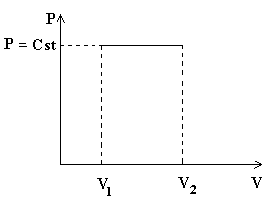 P
P = Cst
V1 V2 V